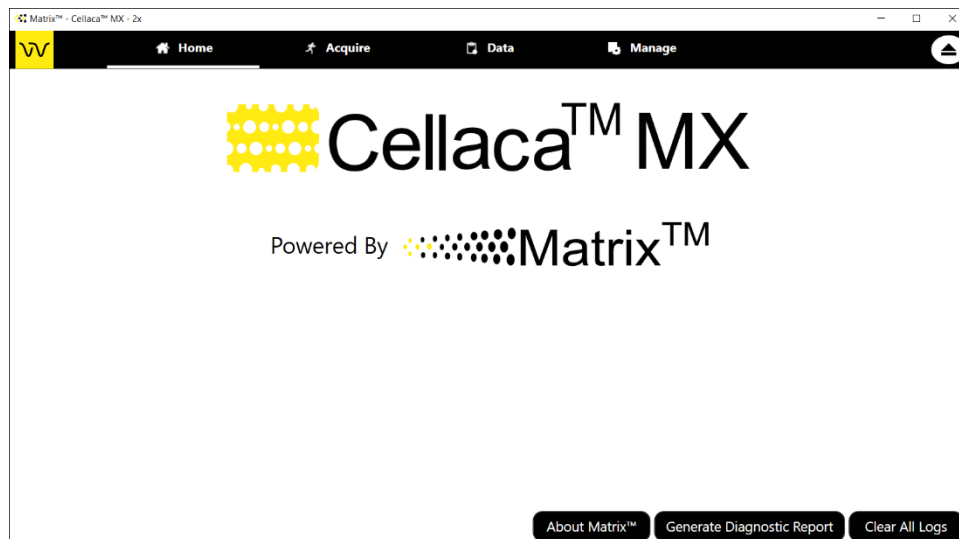 Matrix™ - Cellaca™ MX - 2x
Home Acquire Data Manage
Cellaca™ MX
Powered By Matrix™
About Matrix™ Generate Diagnostic Report Clear All Logs